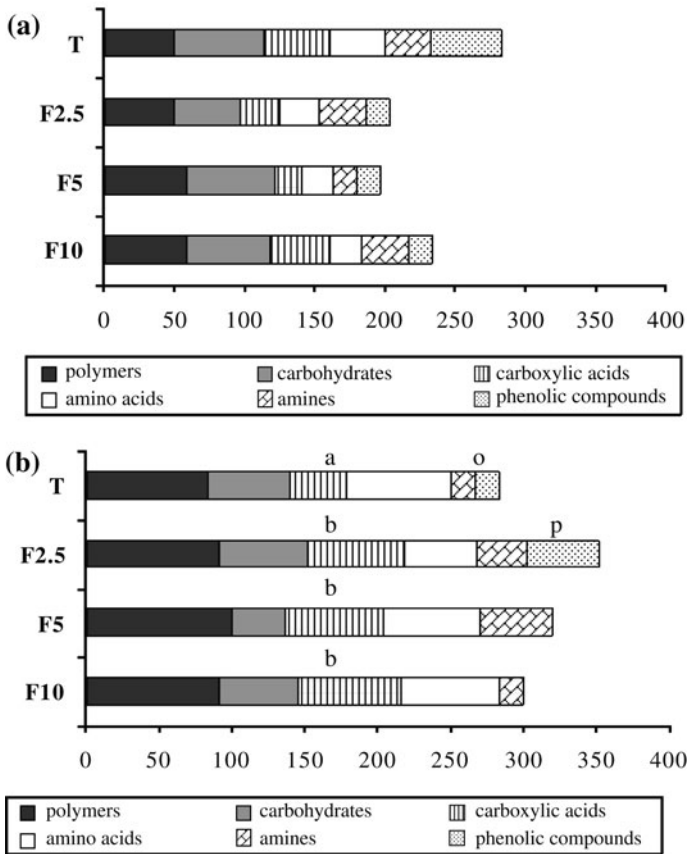 (a)
T
F2.5
F5
F10
0 50 100 150 200 250 300 350 400
polymers carbohydrates carboxylic acids
amino acids amines phenolic compounds
(b)
a o
T
b p
F2.5
b
F5
b
F10
0 50 100 150 200 250 300 350 400
polymers carbohydrates carboxylic acids
amino acids amines phenolic compounds